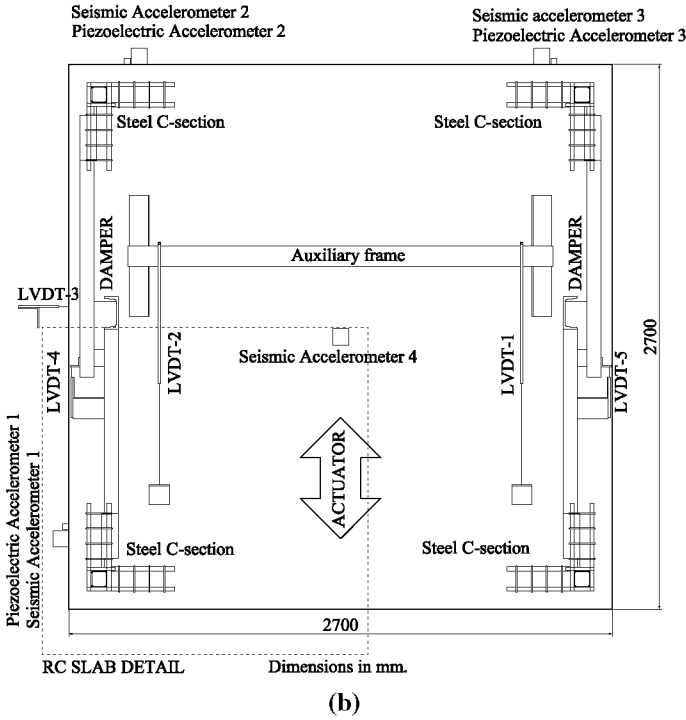 Seismic Accelerometer 2
Piezoelectric Accelerometer 2
Seismic accelerometer 3
Piezoelectric Accelerometer 3
Steel C-section
Steel C-section
DAMPER
DAMPER
Auxiliary frame
LVDT-3
LVDT-4
LVDT-2
Seismic Accelerometer 4
LVDT-1
LVDT-5
2700
ACTUATOR
Piezoelectric Accelerometer 1
Seismic Accelerometer 1
Steel C-section
Steel C-section
2700
RC SLAB DETAIL
Dimensions in mm.
(b)